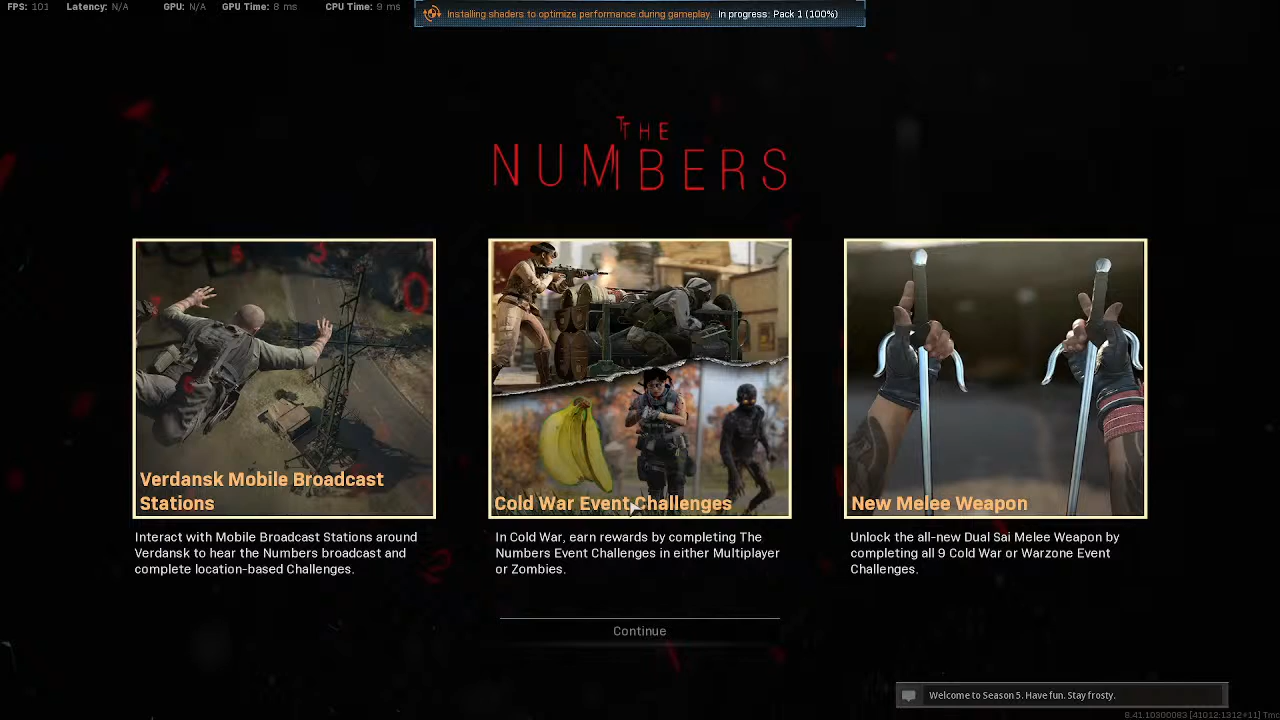 FPS: 101 Latency: N/A GPU: N/A GPU Time: 8 ms CPU Time: 9 ms
Installing shaders to optimize performance during gameplay. In progress: Pack 1 (100%)
THE
NUMBERS
Verdansk Mobile Broadcast
Stations
Interact with Mobile Broadcast Stations around
Verdansk to hear the Numbers broadcast and
complete location-based Challenges.
Cold War Event Challenges
In Cold War, earn rewards by completing The
Numbers Event Challenges in either Multiplayer
or Zombies.
New Melee Weapon
Unlock the all-new Dual Sai Melee Weapon by
completing all 9 Cold War or Warzone Event
Challenges.
Continue
Welcome to Season 5. Have fun. Stay frosty.